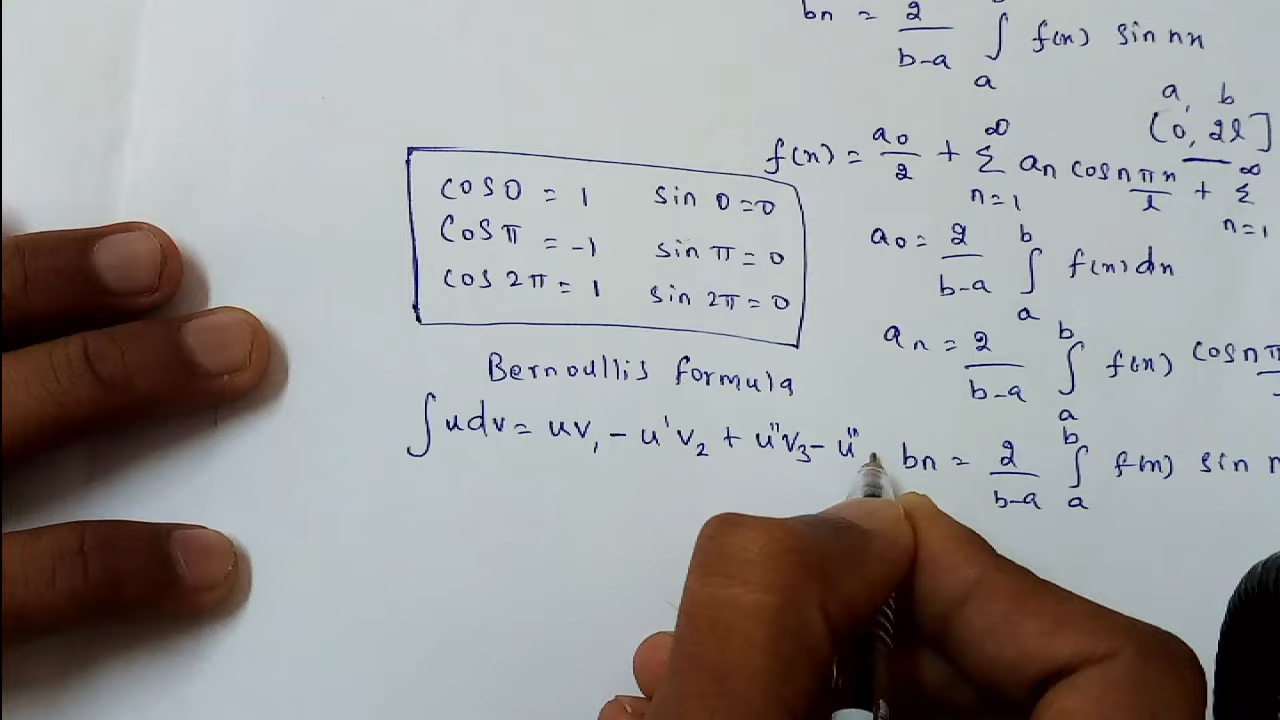 bn = 2/b-a ∫ a f(x) sin nx
a, b
[0, 2l]
f(x) = a0/2 + ∞ Σ n=1 an cos nπx/l + ∞ Σ n=1
cos 0 = 1 sin 0 = 0
cos π = -1 sin π = 0
cos 2π = 1 sin 2π = 0
a0 = 2/b-a ∫ a b f(x) dx
an = 2/b-a ∫ a b f(x) cos nπ
Bernoullis formula
∫ u dv = uv1 - u'v2 + u''v3 - u'''
bn = 2/b-a ∫ a b f(x) sin n